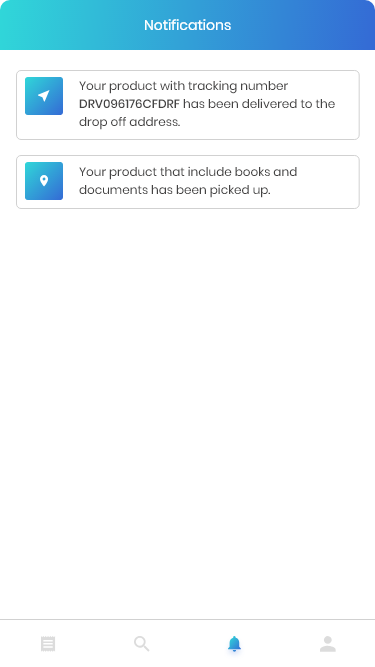 Notifications
Your product with tracking number
DRV096176CFDRF has been delivered to the
drop off address.
Your product that include books and
documents has been picked up.